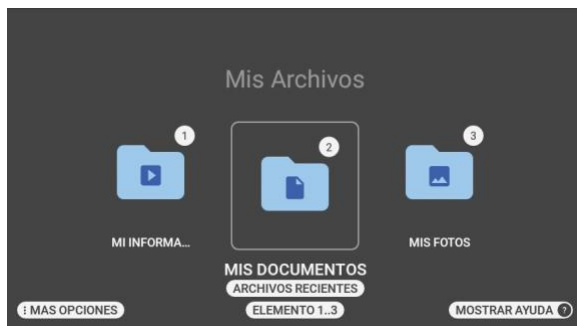 Mis Archivos
1
2
3
MI INFORMA...
MIS DOCUMENTOS
MIS FOTOS
ARCHIVOS RECIENTES
⋮ MAS OPCIONES
ELEMENTO 1..3
MOSTRAR AYUDA ?